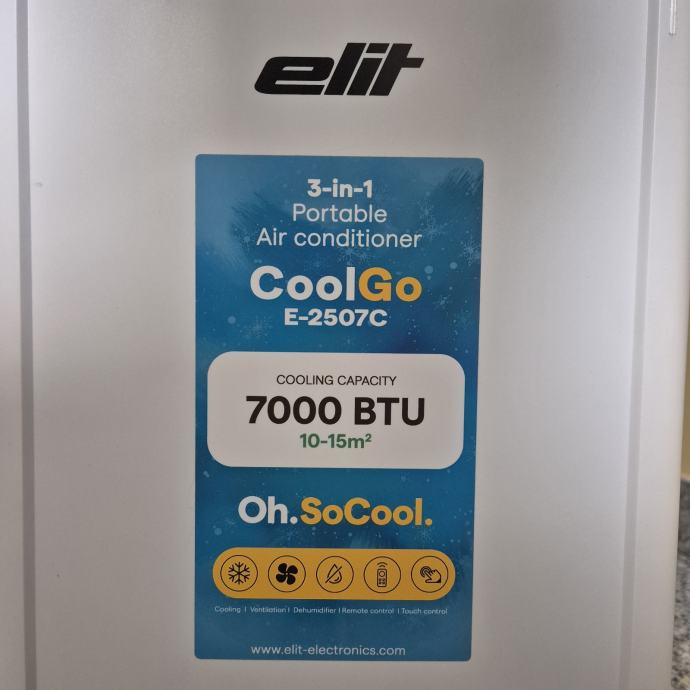 elit
3-in-1
Portable
Air conditioner
CoolGo
E-2507C
COOLING CAPACITY
7000 BTU
10-15m²
Oh.SoCool.
Cooling I Ventilation I Dehumidifier I Remote control I Touch control
www.elit-electronics.com